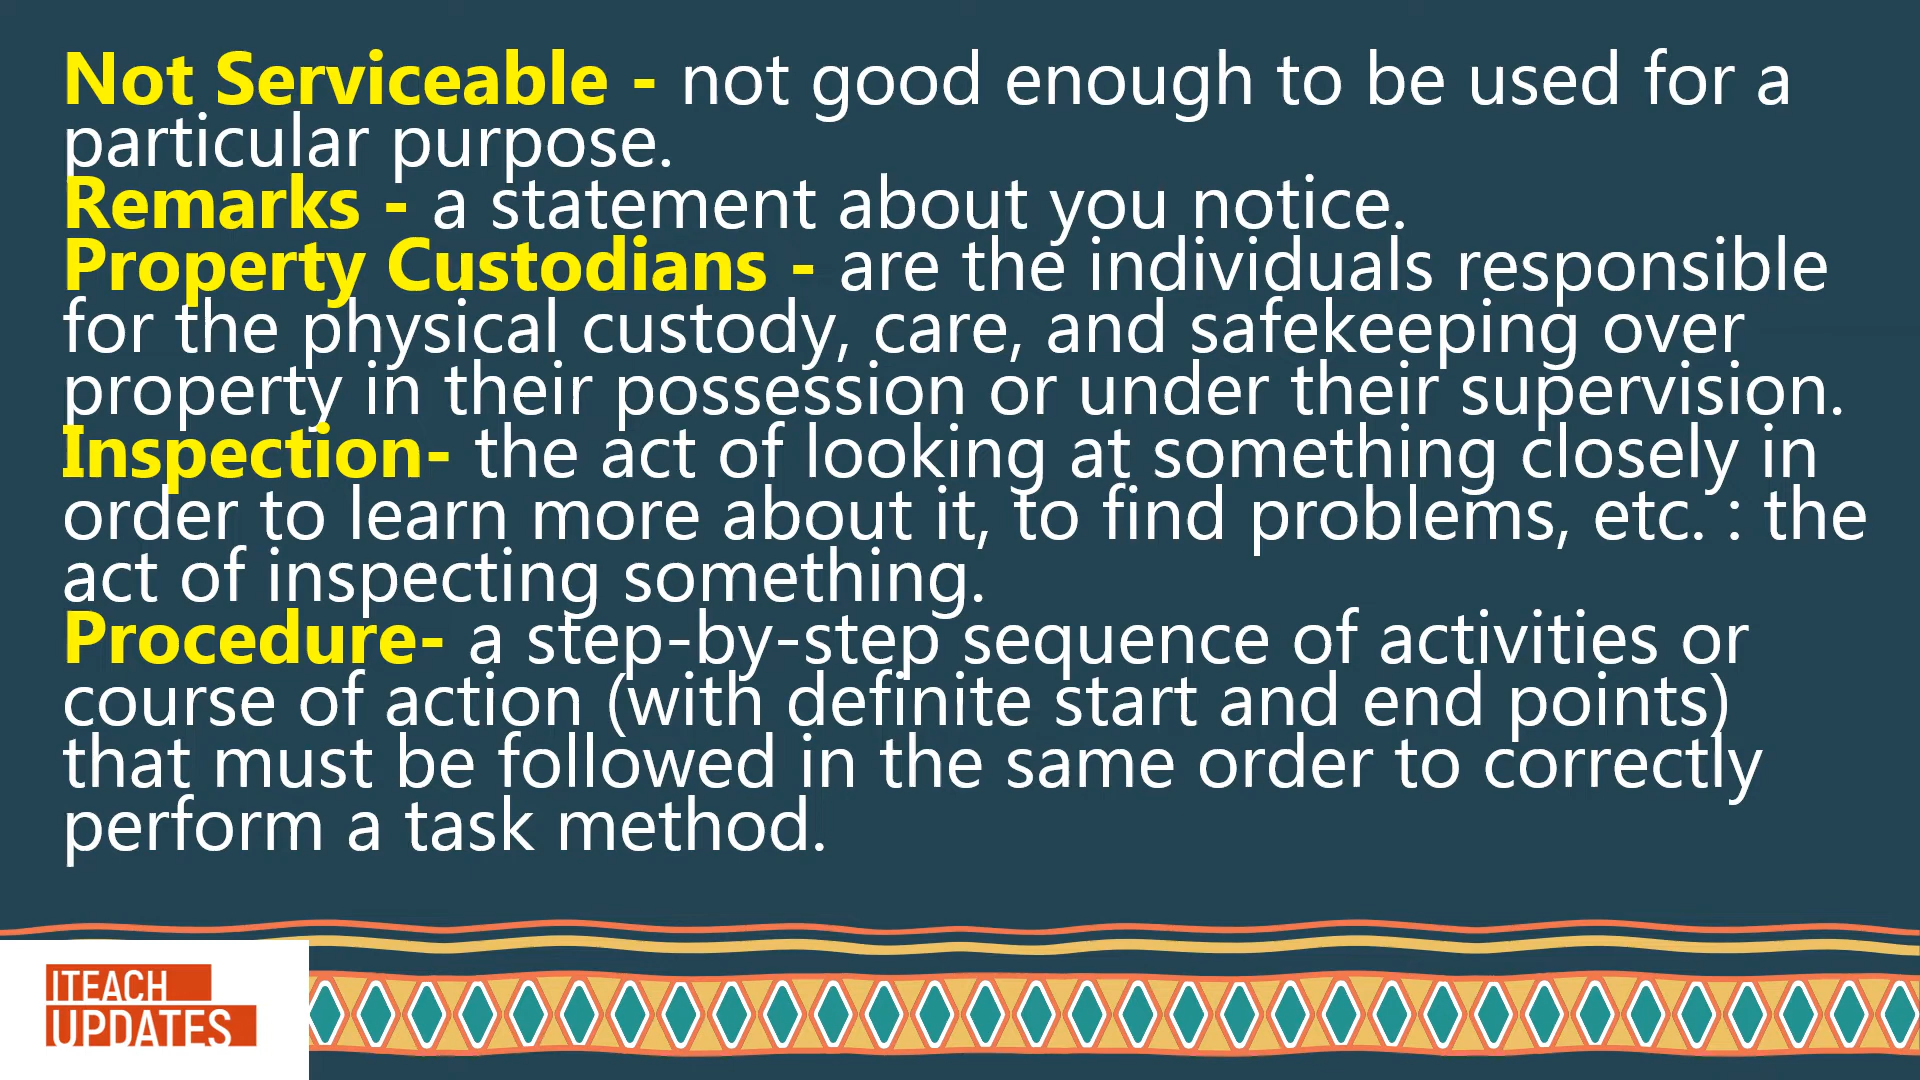 Not Serviceable - not good enough to be used for a
particular purpose.
Remarks - a statement about you notice.
Property Custodians - are the individuals responsible
for the physical custody, care, and safekeeping over
property in their possession or under their supervision.
Inspection- the act of looking at something closely in
order to learn more about it, to find problems, etc. : the
act of inspecting something.
Procedure- a step-by-step sequence of activities or
course of action (with definite start and end points)
that must be followed in the same order to correctly
perform a task method.
ITEACH
UPDATES